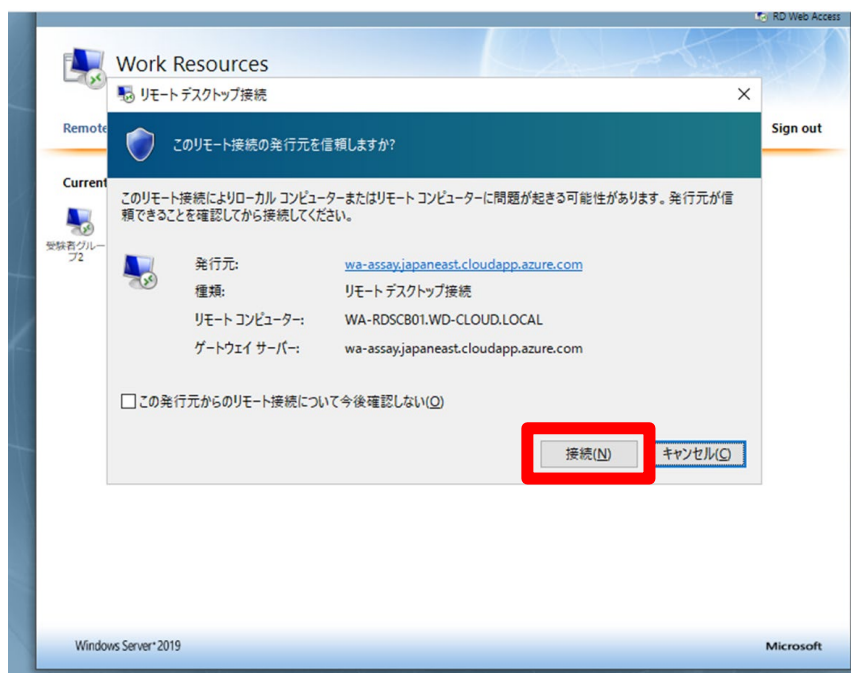 RD Web Access
Work Resources
リモート デスクトップ接続
Remote
Sign out
このリモート接続の発行元を信頼しますか?
Current
このリモート接続によりローカル コンピューターまたはリモート コンピューターに問題が起きる可能性があります。発行元が信
頼できることを確認してから接続してください。
受験者グルー
プ2
発行元: wa-assay.japaneast.cloudapp.azure.com
種類: リモート デスクトップ接続
リモート コンピューター: WA-RDSCB01.WD-CLOUD.LOCAL
ゲートウェイ サーバー: wa-assay.japaneast.cloudapp.azure.com
この発行元からのリモート接続について今後確認しない(O)
接続(N) キャンセル(C)
Windows Server 2019
Microsoft